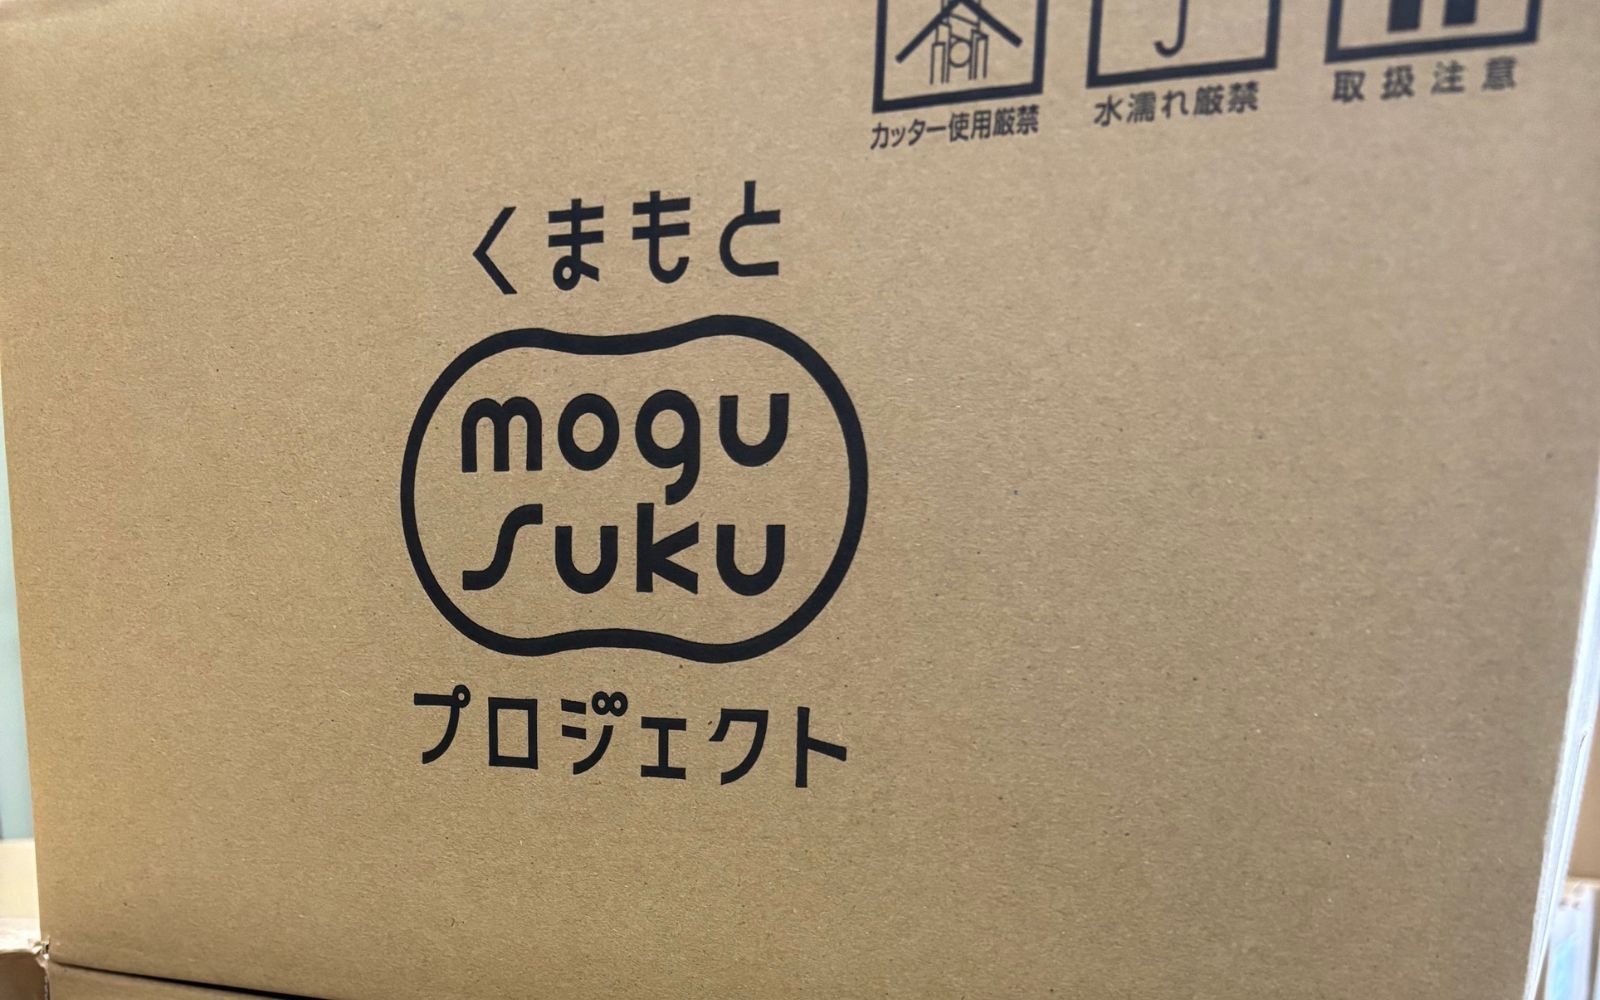 カッター使用厳禁
水濡れ厳禁
取扱注意
くまもと
mogu
suku
プロジェクト